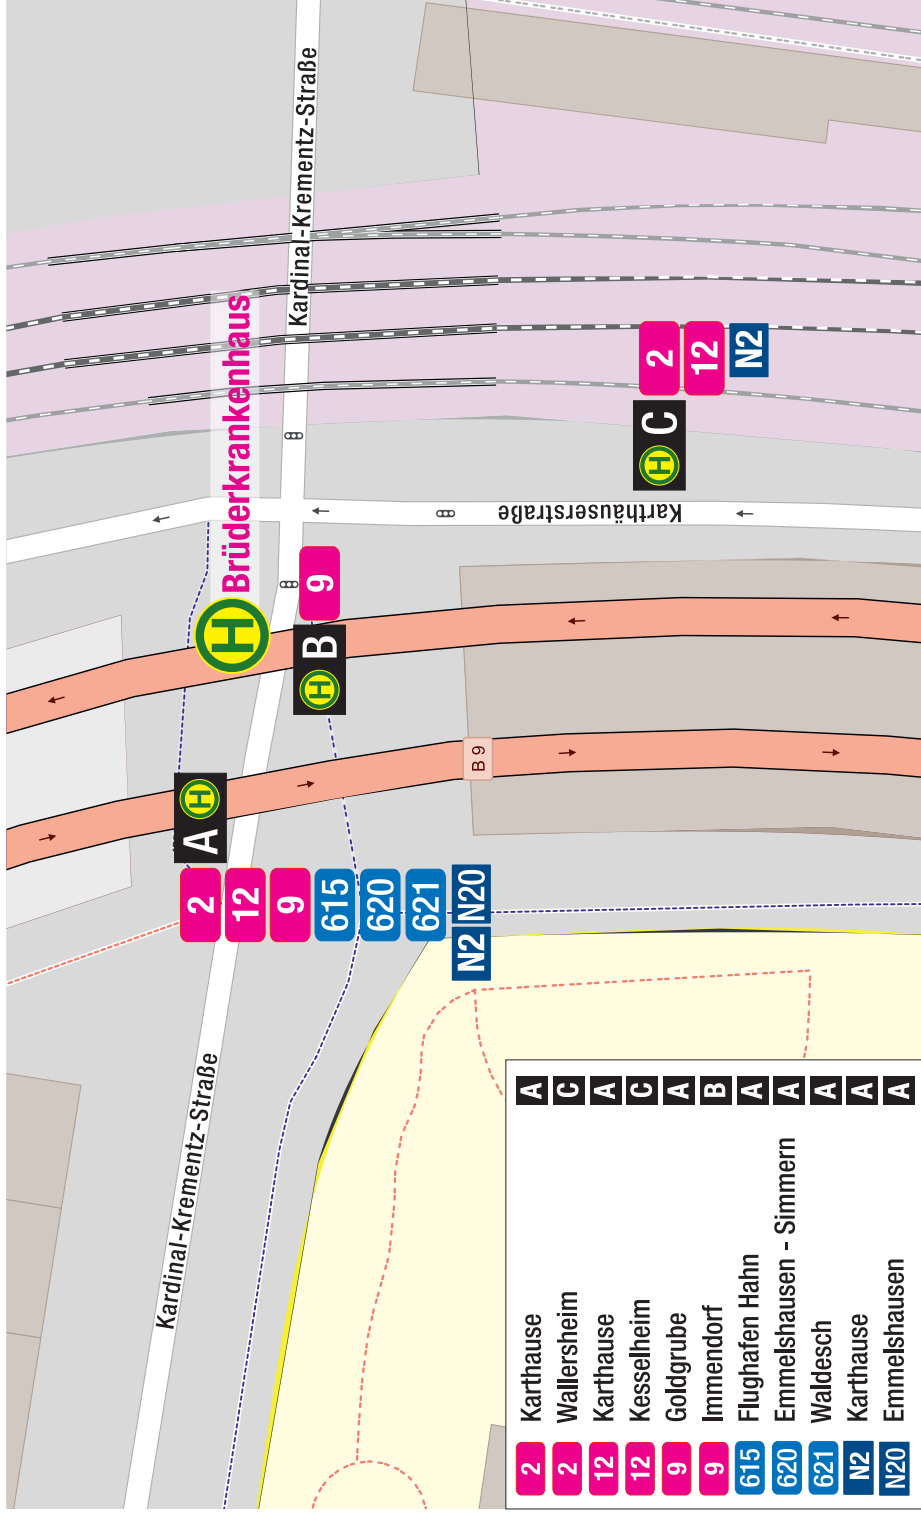 Kardinal-Krementz-Straße
H Brüderkrankenhaus
Kardinal-Krementz-Straße
Karthäuserstraße
B 9
A H
2
12
9
615
620
621
N2 N20
H B 9
H C
2
12
N2
2 Karthause A
2 Wallersheim C
12 Karthause A
12 Kesselheim C
9 Goldgrube A
9 Immendorf B
615 Flughafen Hahn A
620 Emmelshausen - Simmern A
621 Waldesch A
N2 Karthause A
N20 Emmelshausen A